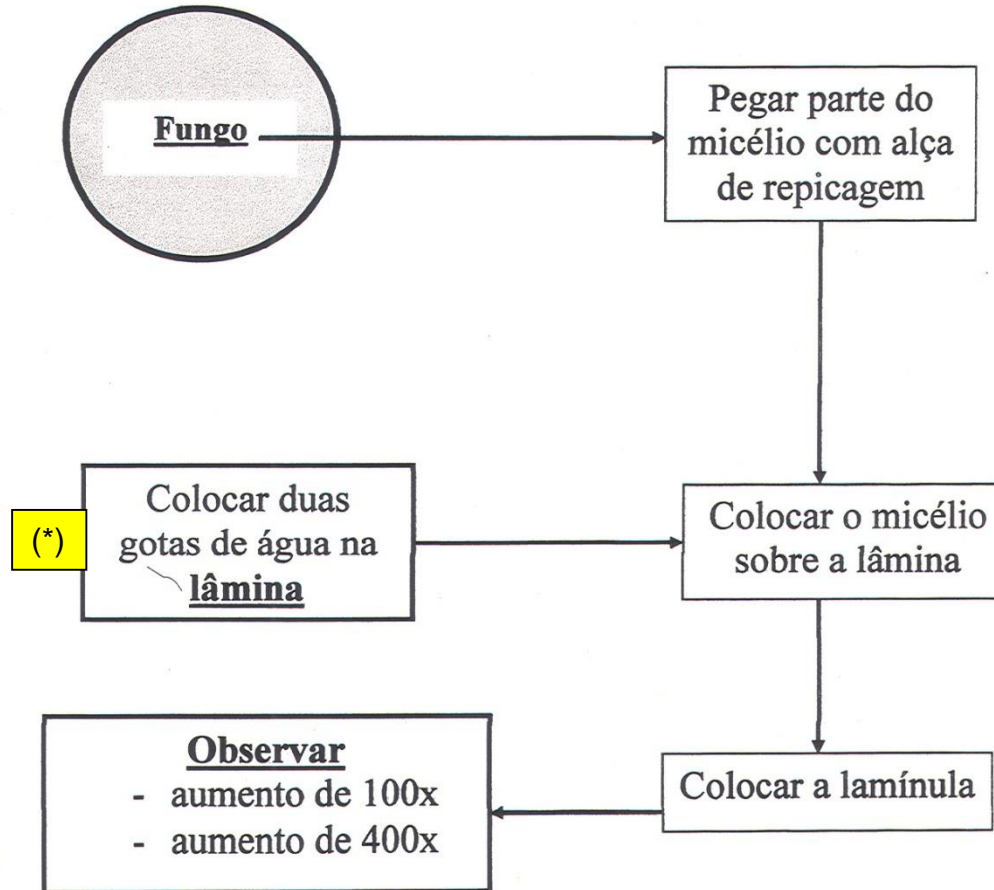 Fungo
Pegar parte do
micélio com alça
de repicagem
(*)
Colocar duas
gotas de água na
lâmina
Colocar o micélio
sobre a lâmina
Observar
- aumento de 100x
- aumento de 400x
Colocar a lamínula